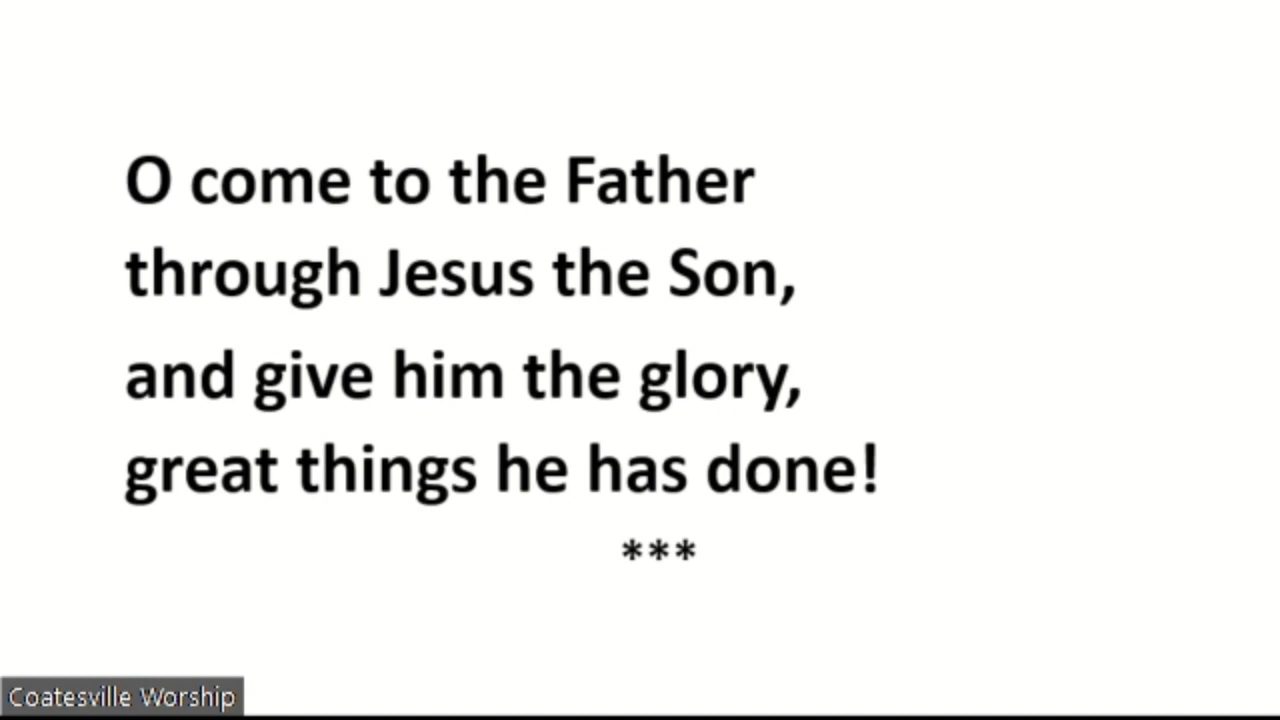 O come to the Father
through Jesus the Son,
and give him the glory,
great things he has done!
***
Coatesville Worship